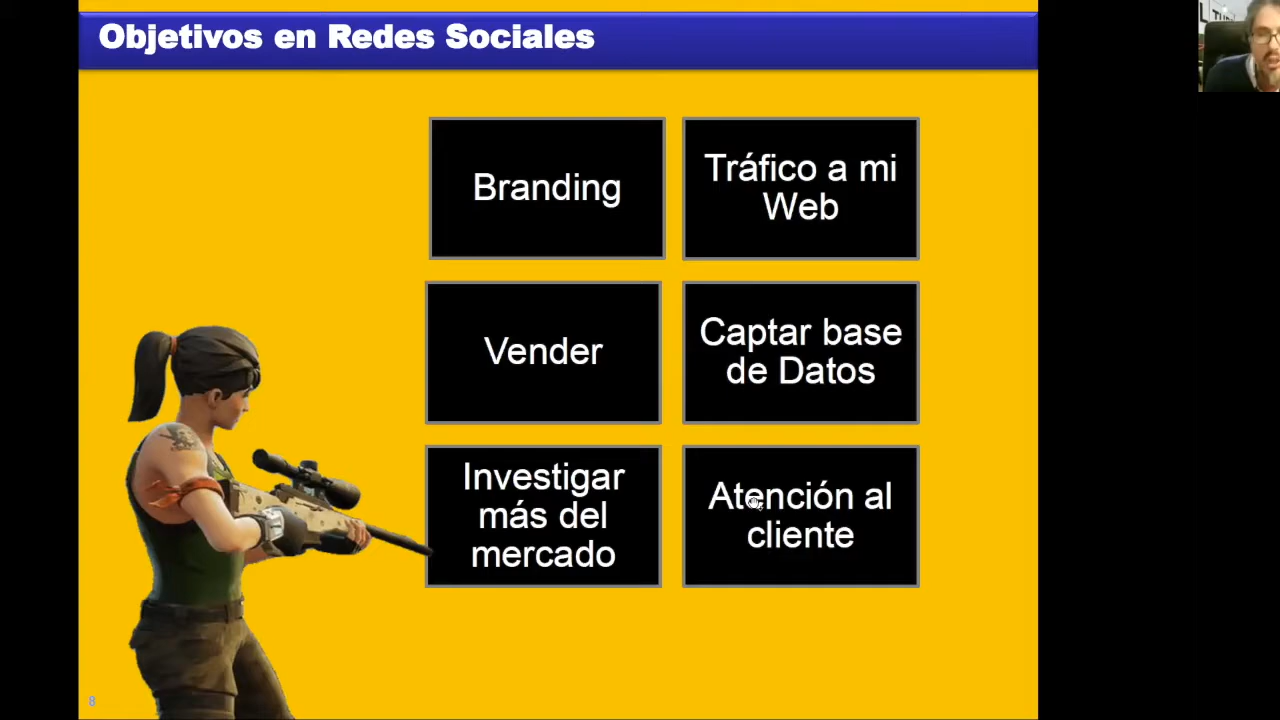 Objetivos en Redes Sociales
Branding
Tráfico a mi
Web
Vender
Captar base
de Datos
Investigar
más del
mercado
Atención al
cliente
8